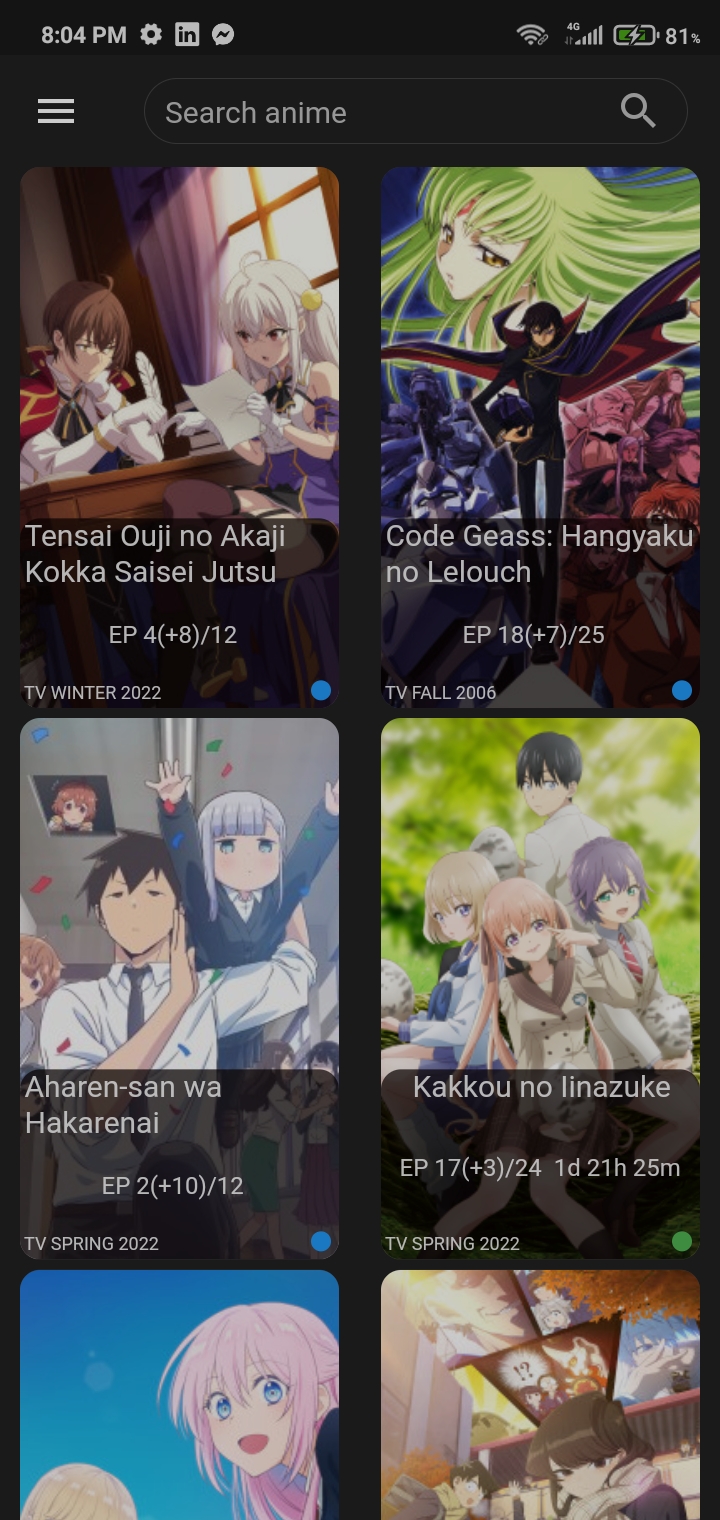 8:04 PM 4G 81%
Search anime
Tensai Ouji no Akaji
Kokka Saisei Jutsu
EP 4(+8)/12
TV WINTER 2022
Code Geass: Hangyaku
no Lelouch
EP 18(+7)/25
TV FALL 2006
Aharen-san wa
Hakarenai
EP 2(+10)/12
TV SPRING 2022
Kakkou no Iinazuke
EP 17(+3)/24 1d 21h 25m
TV SPRING 2022
!?